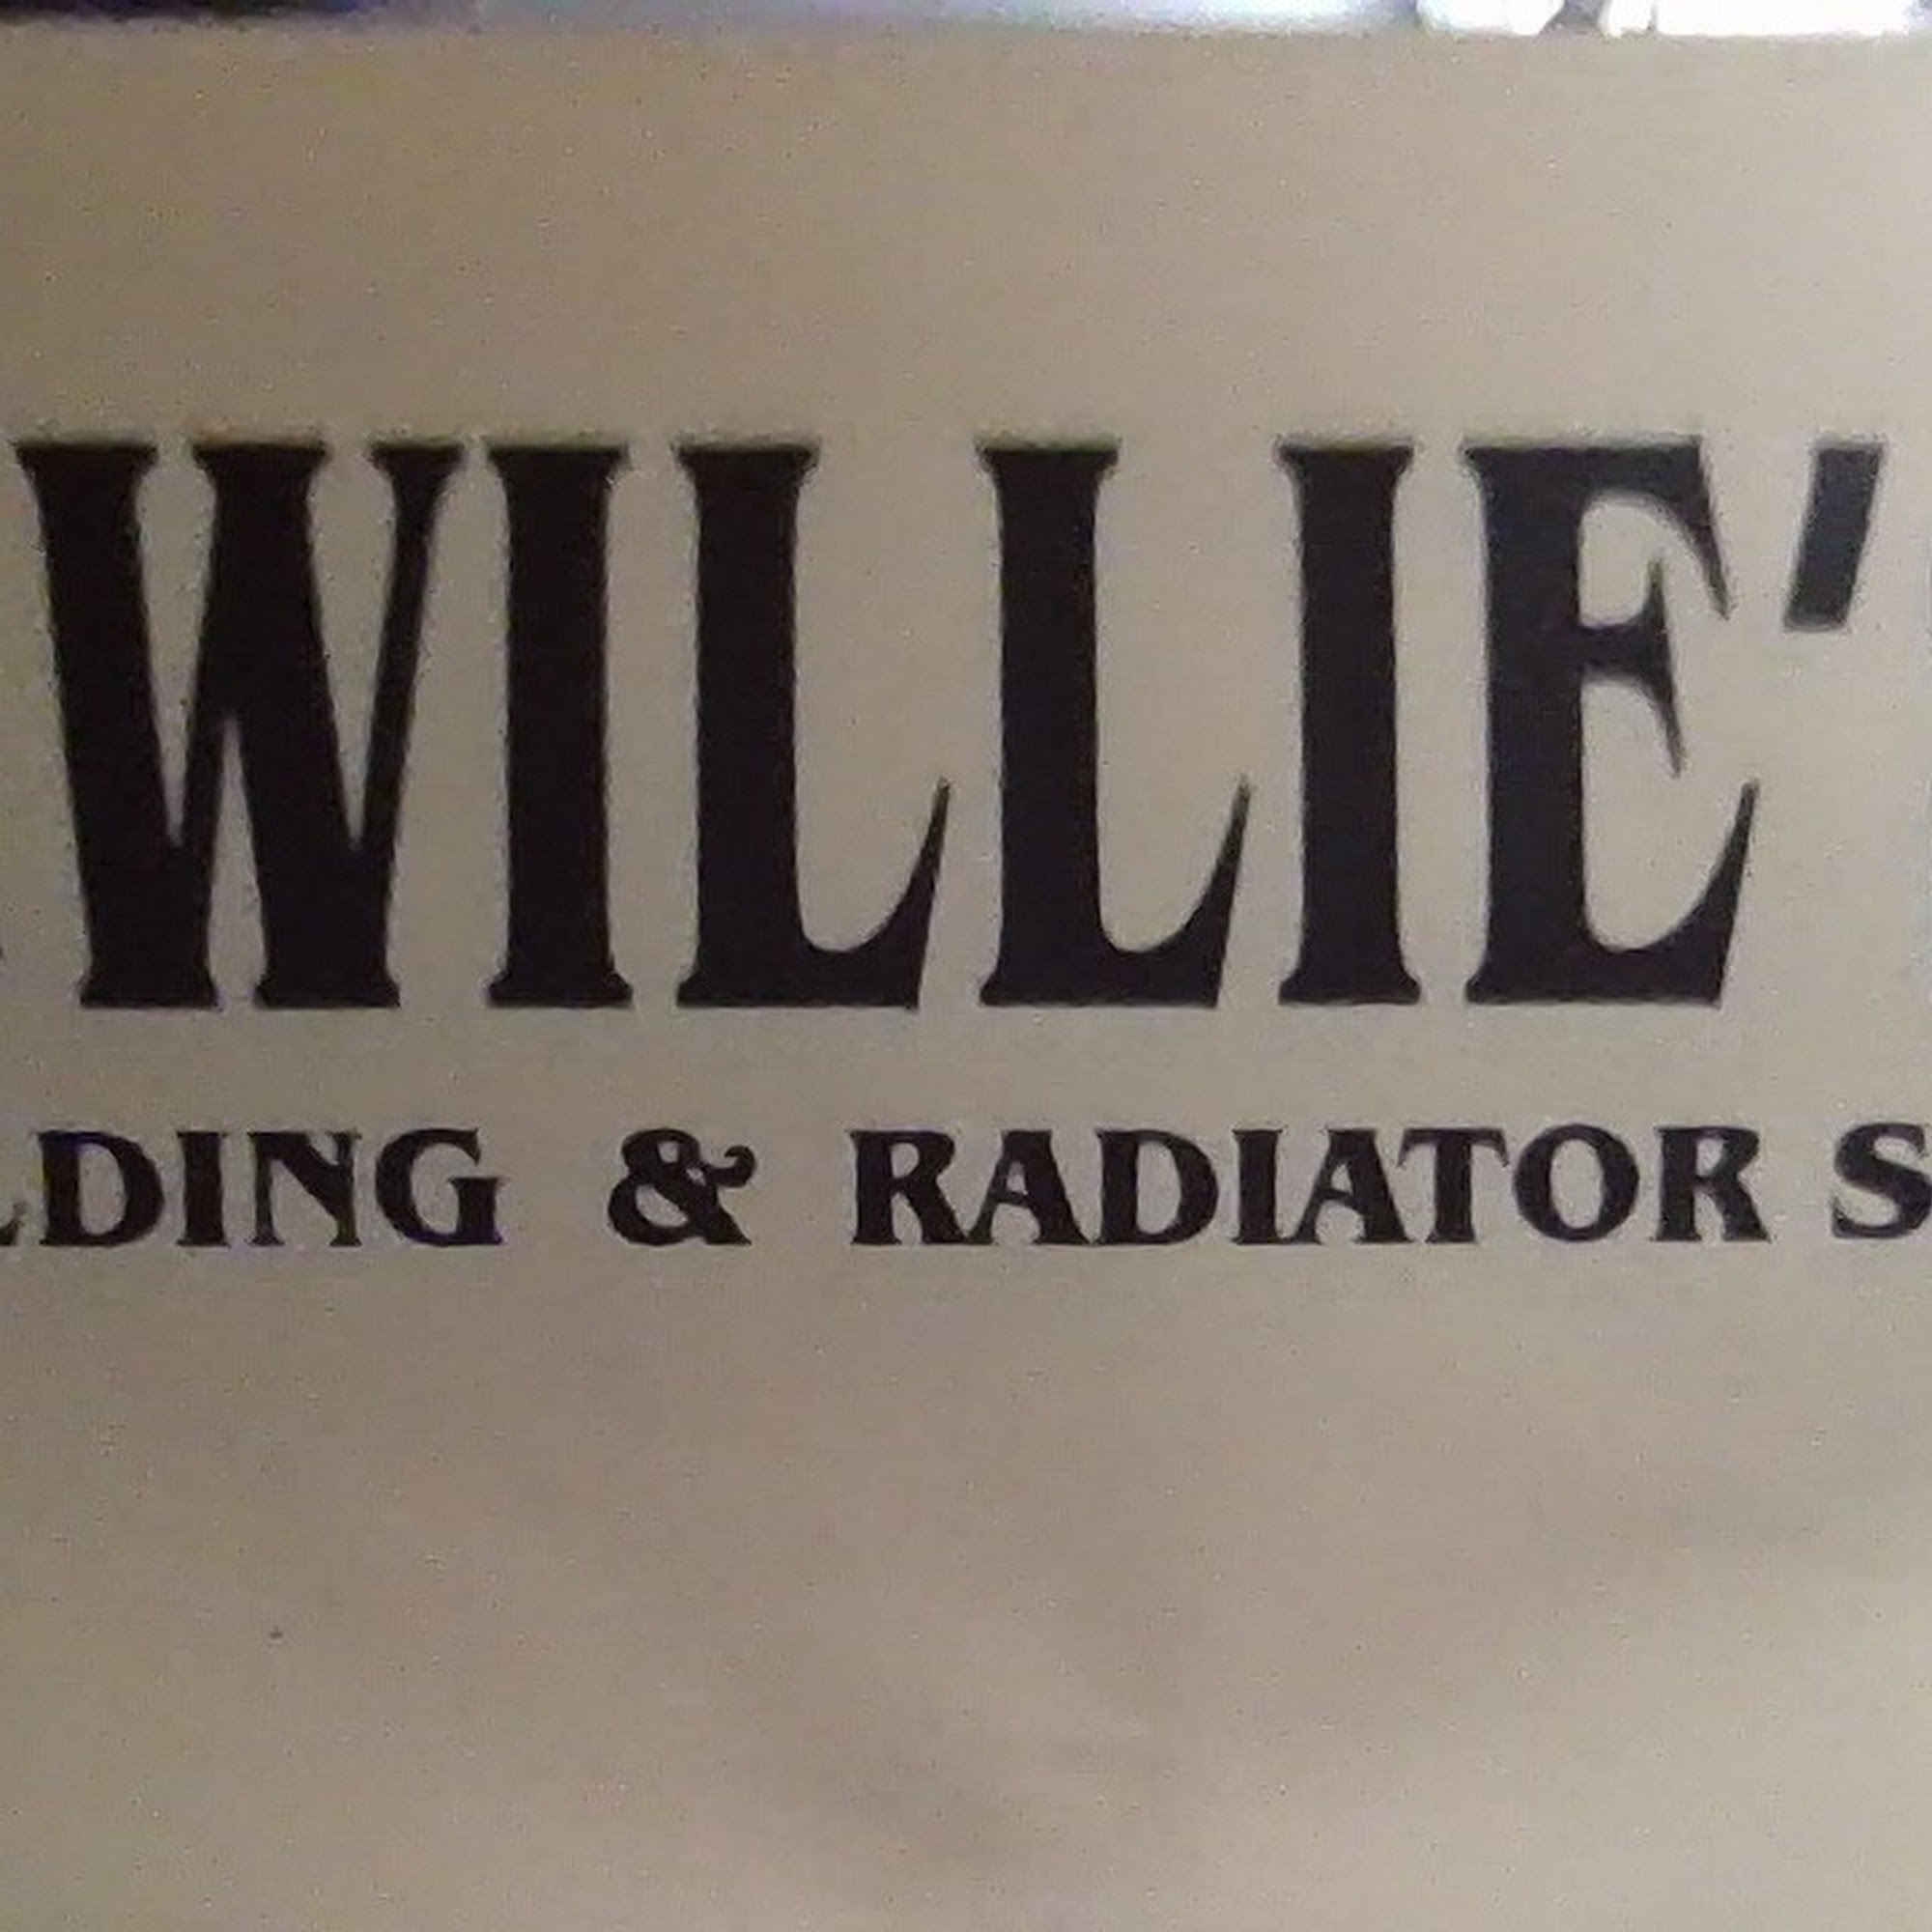 WILLIE'
LDING & RADIATOR S